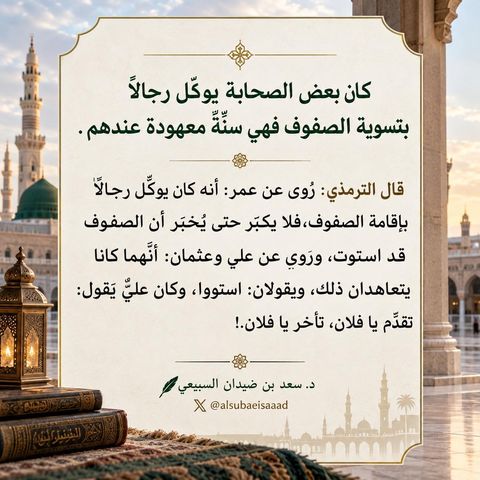 كان بعض الصحابة يوكّل رجالاً
بتسوية الصفوف فهي سنِّةً معهودة عندهم .
قال الترمذي: رُوى عن عمر: أنه كان يوكِّل رجالاً
بإقامة الصفوف،فلا يكبَر حتى يُخبَر أن الصفوف
قد استوت، ورَوي عن علي وعثمان: أنَّهما كانا
يتعاهدان ذلك، ويقولان: استووا، وكان عليٌّ يَقول:
تقدَّم يا فلان، تأخر يا فلان.!
د. سعد بن ضيدان السبيعي
X @alsubaeisaaad